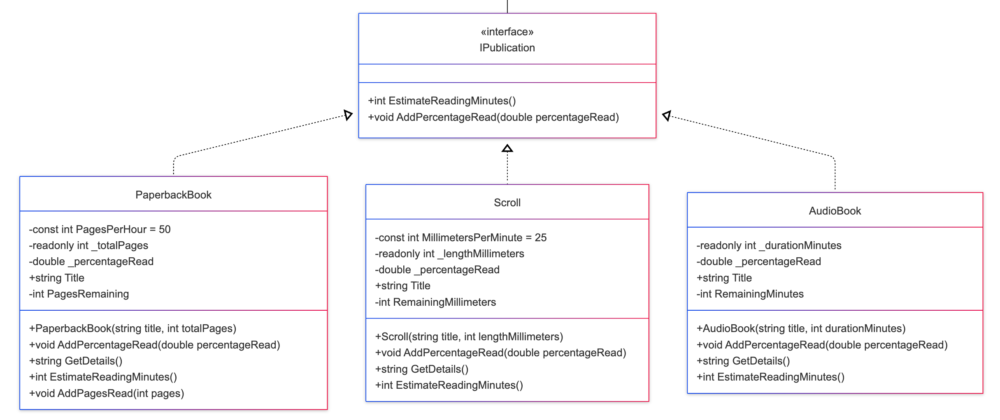 «interface»
IPublication
+int EstimateReadingMinutes()
+void AddPercentageRead(double percentageRead)
PaperbackBook
-const int PagesPerHour = 50
-readonly int _totalPages
-double _percentageRead
+string Title
-int PagesRemaining
+PaperbackBook(string title, int totalPages)
+void AddPercentageRead(double percentageRead)
+string GetDetails()
+int EstimateReadingMinutes()
+void AddPagesRead(int pages)
Scroll
-const int MillimetersPerMinute = 25
-readonly int _lengthMillimeters
-double _percentageRead
+string Title
-int RemainingMillimeters
+Scroll(string title, int lengthMillimeters)
+void AddPercentageRead(double percentageRead)
+string GetDetails()
+int EstimateReadingMinutes()
AudioBook
-readonly int _durationMinutes
-double _percentageRead
+string Title
-int RemainingMinutes
+AudioBook(string title, int durationMinutes)
+void AddPercentageRead(double percentageRead)
+string GetDetails()
+int EstimateReadingMinutes()